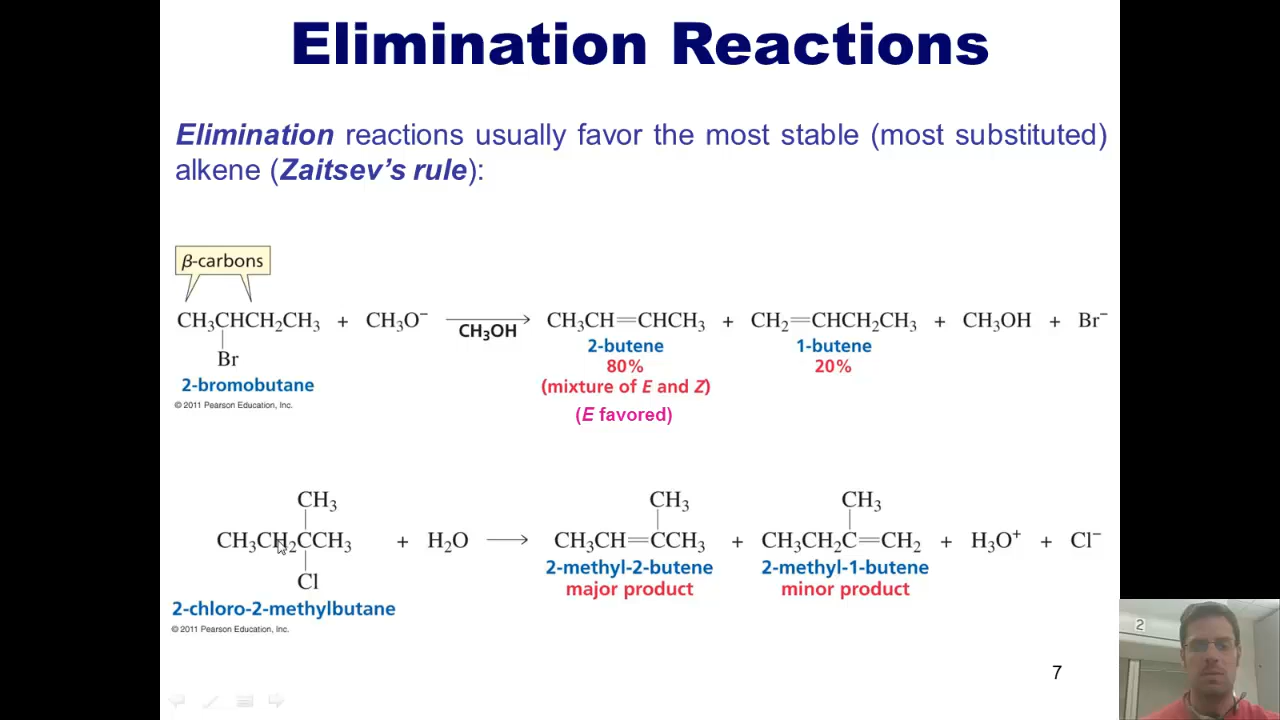 Elimination Reactions
Elimination reactions usually favor the most stable (most substituted)
alkene (Zaitsev's rule):
β-carbons
CH₃CHCH₂CH₃ + CH₃O⁻ CH₃OH CH₃CH=CHCH₃ + CH₂=CHCH₂CH₃ + CH₃OH + Br⁻
Br
2-bromobutane
2-butene 1-butene
80% 20%
(mixture of E and Z)
(E favored)
© 2011 Pearson Education, Inc.
CH₃ CH₃ CH₃
CH₃CH₂CCH₃ + H₂O → CH₃CH=CCH₃ + CH₃CH₂C=CH₂ + H₃O⁺ + Cl⁻
Cl
2-chloro-2-methylbutane
2-methyl-2-butene 2-methyl-1-butene
major product minor product
© 2011 Pearson Education, Inc.
7
2